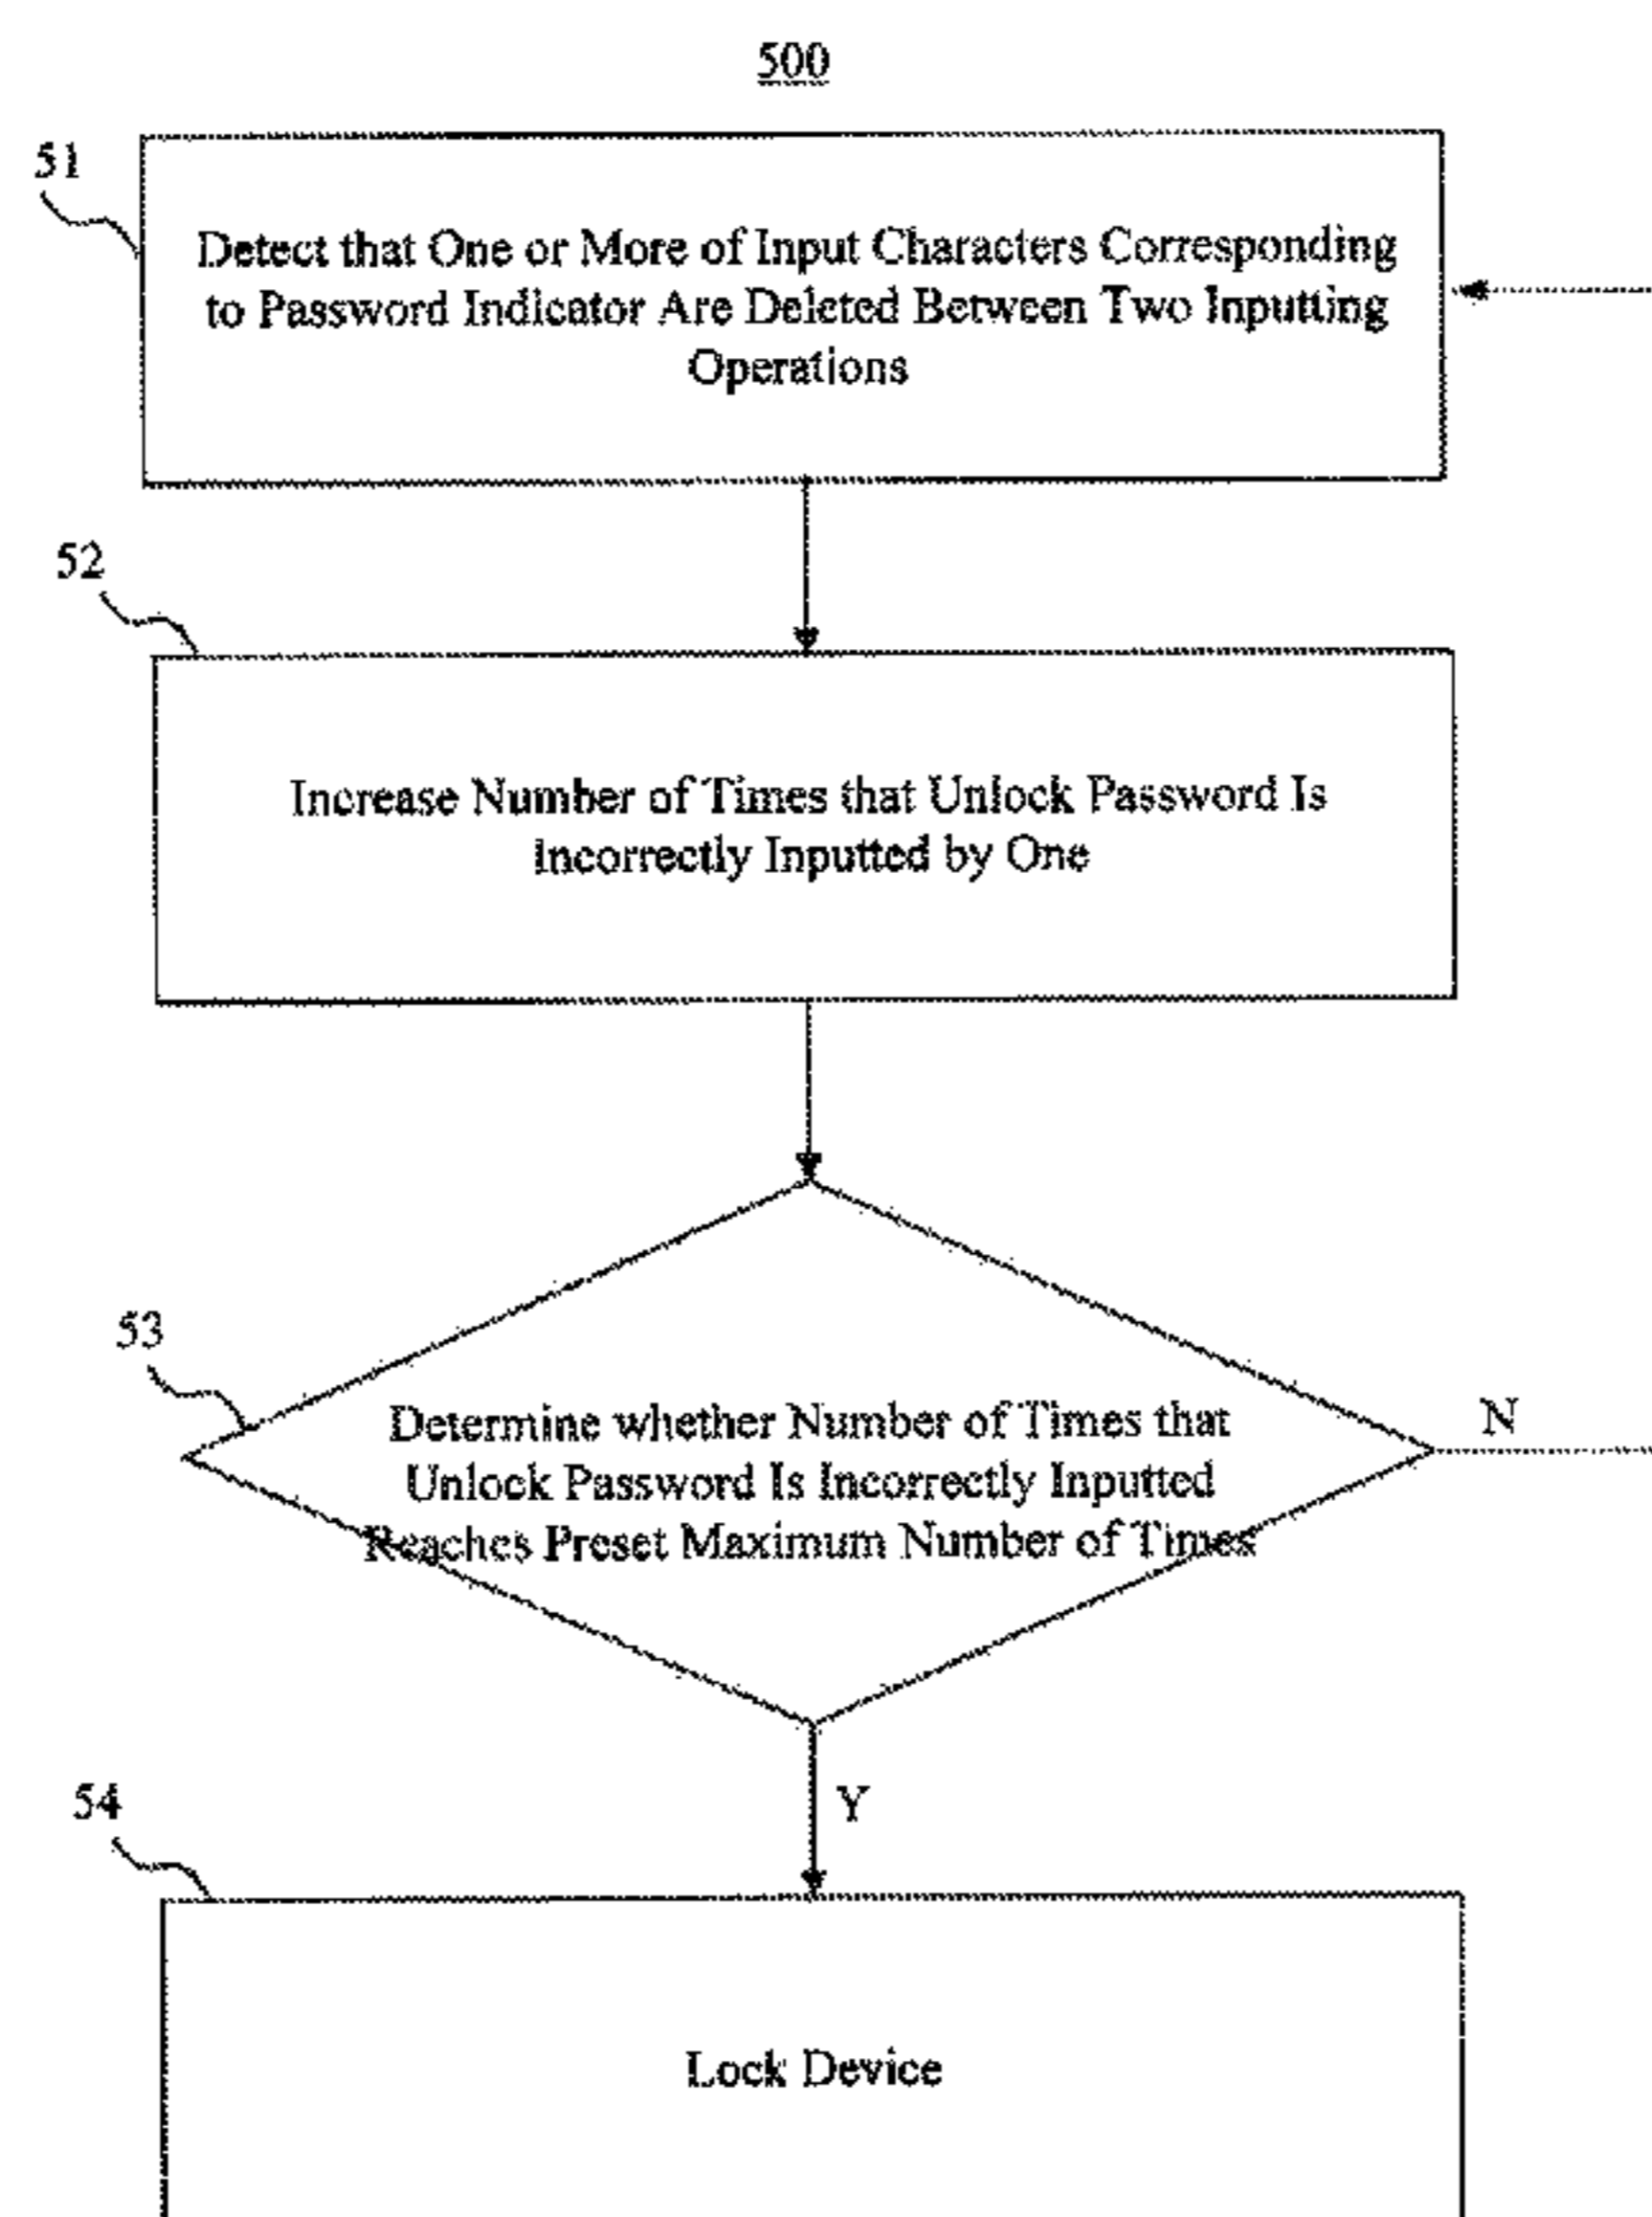 500
51
Detect that One or More of Input Characters Corresponding
to Password Indicator Are Deleted Between Two Inputting
Operations
52
Increase Number of Times that Unlock Password Is
Incorrectly Inputted by One
53
Determine whether Number of Times that
Unlock Password Is Incorrectly Inputted
Reaches Preset Maximum Number of Times
N
Y
54
Lock Device